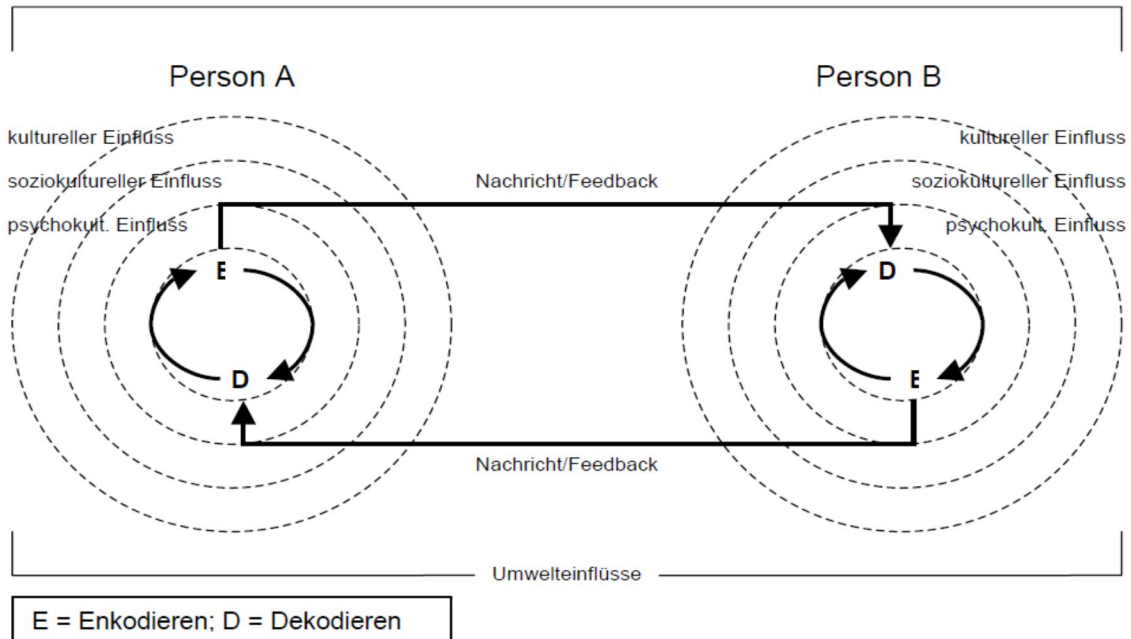 Person A
Person B
kultureller Einfluss
kultureller Einfluss
soziokultureller Einfluss
Nachricht/Feedback
soziokultureller Einfluss
psychokult. Einfluss
psychokult. Einfluss
E
D
D
E
Nachricht/Feedback
Umwelteinflüsse
E = Enkodieren; D = Dekodieren